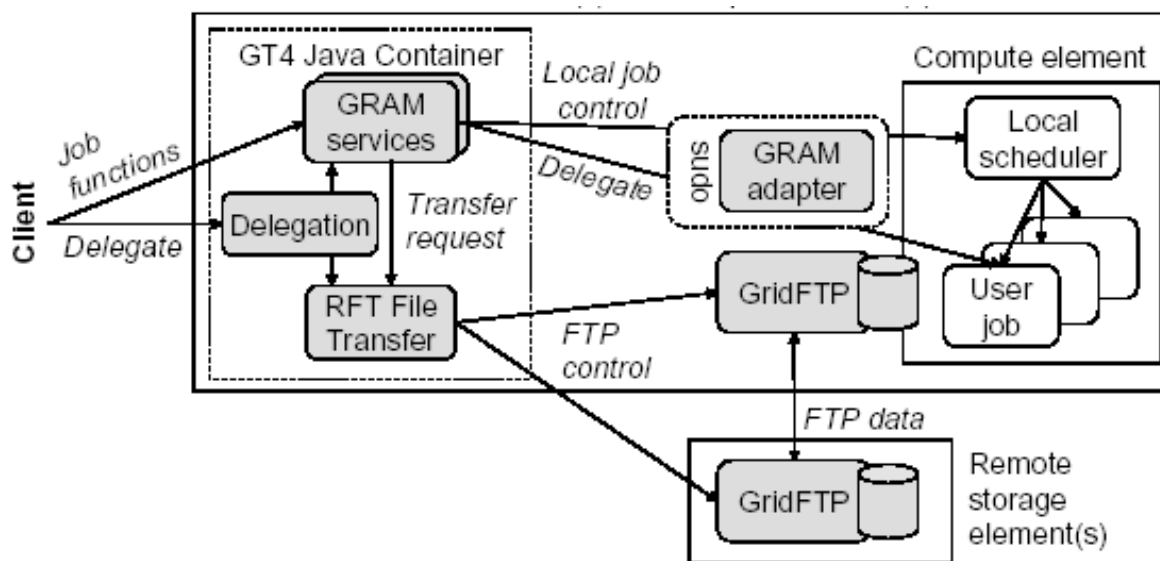 GT4 Java Container
GRAM
services
Local job
control
Compute element
Local
scheduler
sudo
GRAM
adapter
Job
functions
Delegate
Client
Delegate
Delegation
Transfer
request
RFT File
Transfer
GridFTP
User
job
FTP
control
FTP data
GridFTP
Remote
storage
element(s)